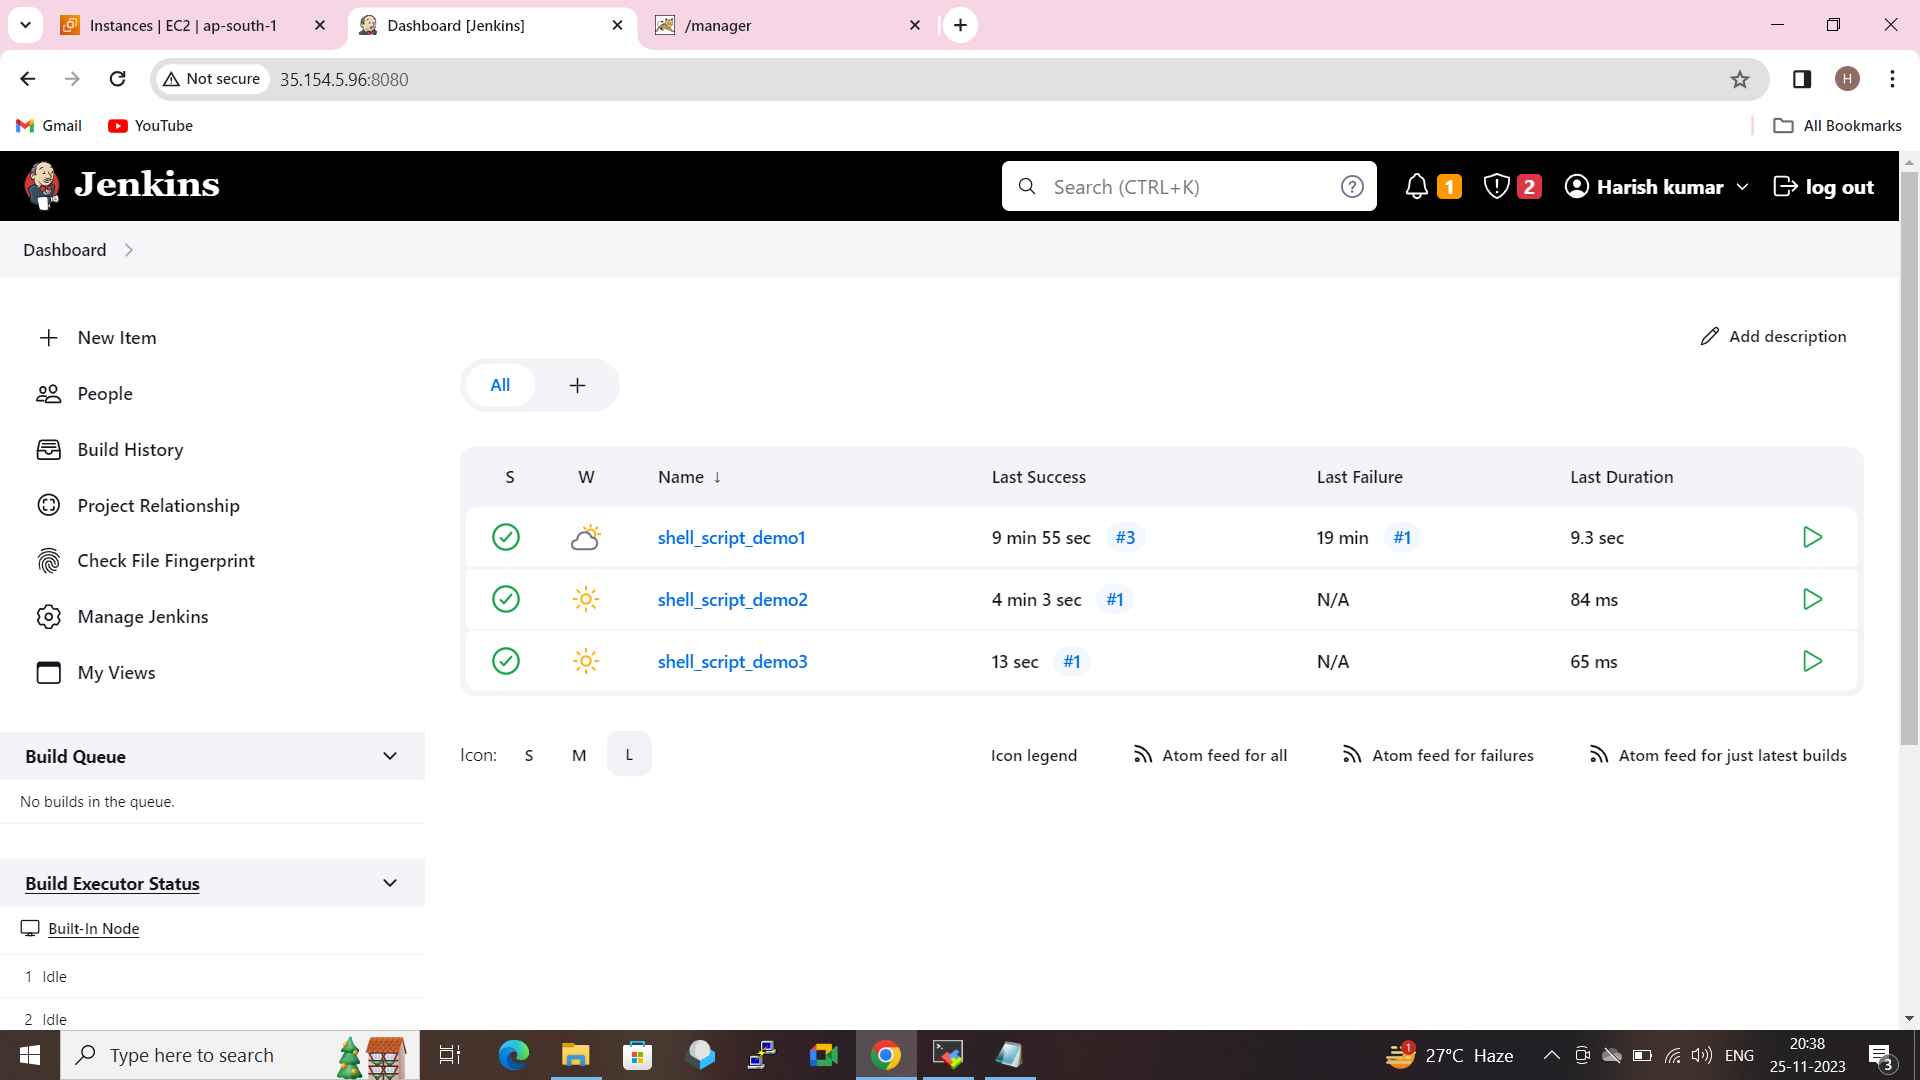 Instances | EC2 | ap-south-1
Dashboard [Jenkins]
/manager
Not secure
35.154.5.96:8080
H
Gmail
YouTube
All Bookmarks
Jenkins
Search (CTRL+K)
?
1
2
Harish kumar
log out
Dashboard
New Item
Add description
People
All
+
Build History
Project Relationship
Check File Fingerprint
Manage Jenkins
My Views
S W Name ↓ Last Success Last Failure Last Duration
shell_script_demo1 9 min 55 sec #3 19 min #1 9.3 sec
shell_script_demo2 4 min 3 sec #1 N/A 84 ms
shell_script_demo3 13 sec #1 N/A 65 ms
Icon: S M L
Icon legend
Atom feed for all
Atom feed for failures
Atom feed for just latest builds
Build Queue
No builds in the queue.
Build Executor Status
Built-In Node
1 Idle
2 Idle
Type here to search
1
27°C Haze
ENG
20:38
25-11-2023
3